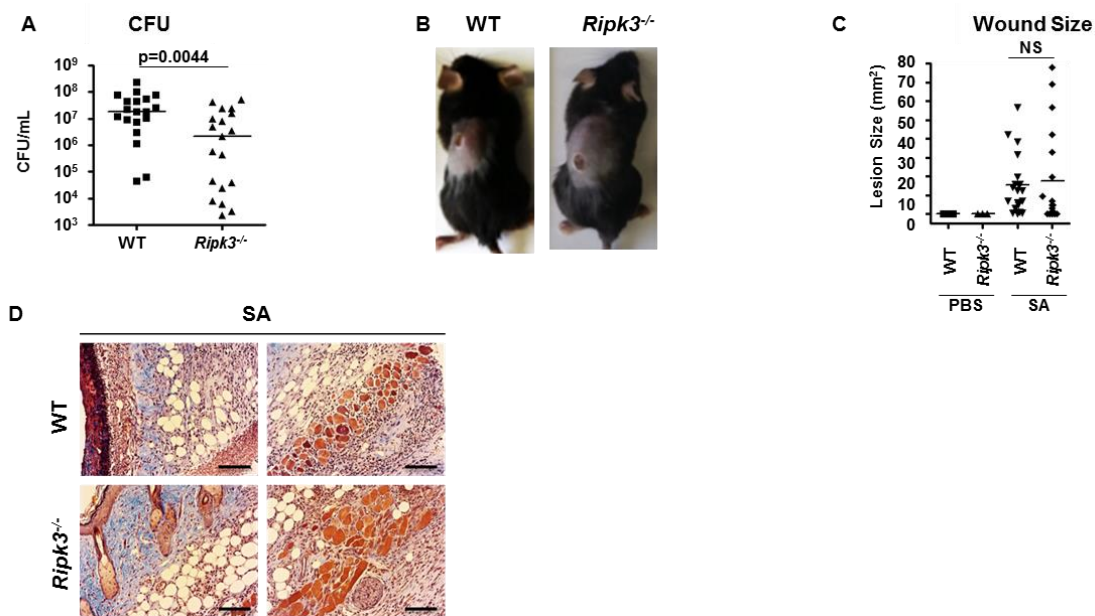 A CFU
p=0.0044
10⁹
10⁸
10⁷
10⁶
10⁵
10⁴
10³
CFU/mL
WT Ripk3-/-
B WT Ripk3-/-
C Wound Size
NS
80
70
60
50
40
30
20
10
0
Lesion Size (mm²)
WT Ripk3-/- WT Ripk3-/-
PBS SA
D SA
WT
Ripk3-/-